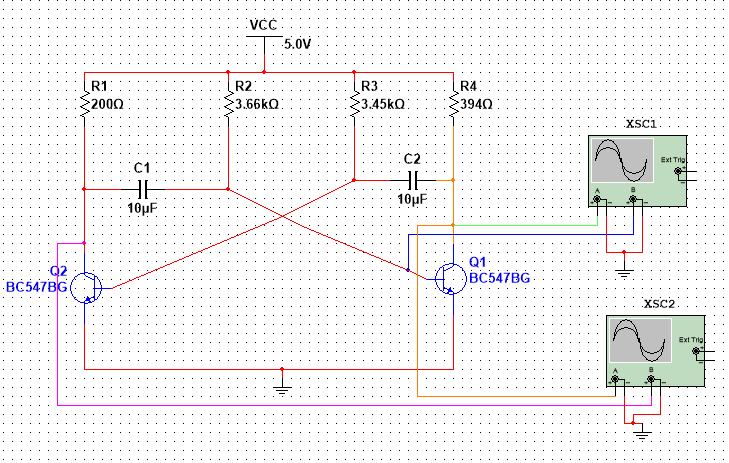 VCC
5.0V
R1
200Ω
R2
3.66kΩ
R3
3.45kΩ
R4
394Ω
XSC1
Ext Trig
+
-
A
B
+ - + -
C1
10µF
C2
10µF
Q2
BC547BG
Q1
BC547BG
XSC2
Ext Trig
+
-
A
B
+ - + -